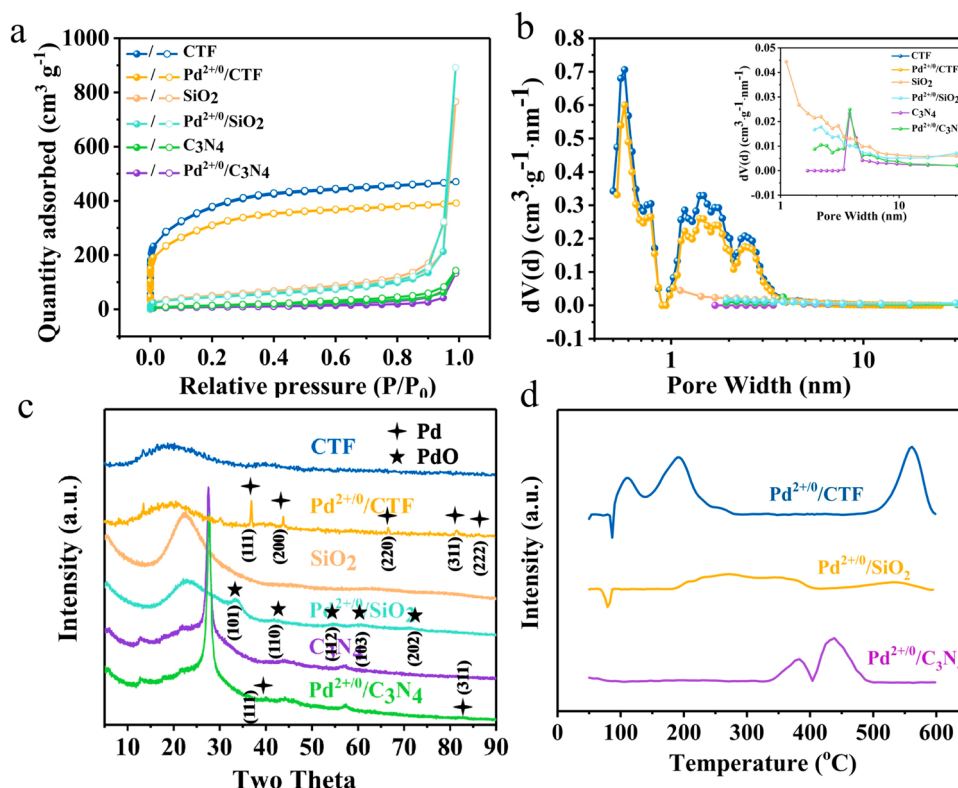 a
Quantity adsorbed (cm³ g⁻¹)
1000
800
600
400
200
0
/ CTF
/ Pd²⁺/⁰/CTF
/ SiO₂
/ Pd²⁺/⁰/SiO₂
/ C3N4
/ Pd²⁺/⁰/C₃N4
0.0
0.2
0.4
0.6
0.8
1.0
Relative pressure (P/P₀)
b
dV(d) (cm³·g⁻¹·nm⁻¹)
0.8
0.7
0.6
0.5
0.4
0.3
0.2
0.1
0.0
-0.1
1
10
Pore Width (nm)
dV(d) (cm³·g⁻¹·nm⁻¹)
0.05
0.04
0.03
0.02
0.01
0.00
-0.01
1
10
Pore Width (nm)
CTF
Pd²⁺/⁰/CTF
SiO₂
Pd²⁺/⁰/SiO₂
C₃N4
Pd²⁺/⁰/C₃N
c
Intensity (a.u.)
CTF
Pd
PdO
Pd²⁺/⁰/CTF
(111)
(200)
(220)
(311)
(222)
SiO₂
Pd²⁺/⁰/SiO₂
(101)
(110)
(112)
(103)
(202)
C₃N₄
Pd²⁺/⁰/C₃N4
(111)
(311)
10
20
30
40
50
60
70
80
90
Two Theta
d
Intensity (a.u.)
Pd²⁺/⁰/CTF
Pd²⁺/⁰/SiO₂
Pd²⁺/⁰/C₃N
0
100
200
300
400
500
600
Temperature (°C)